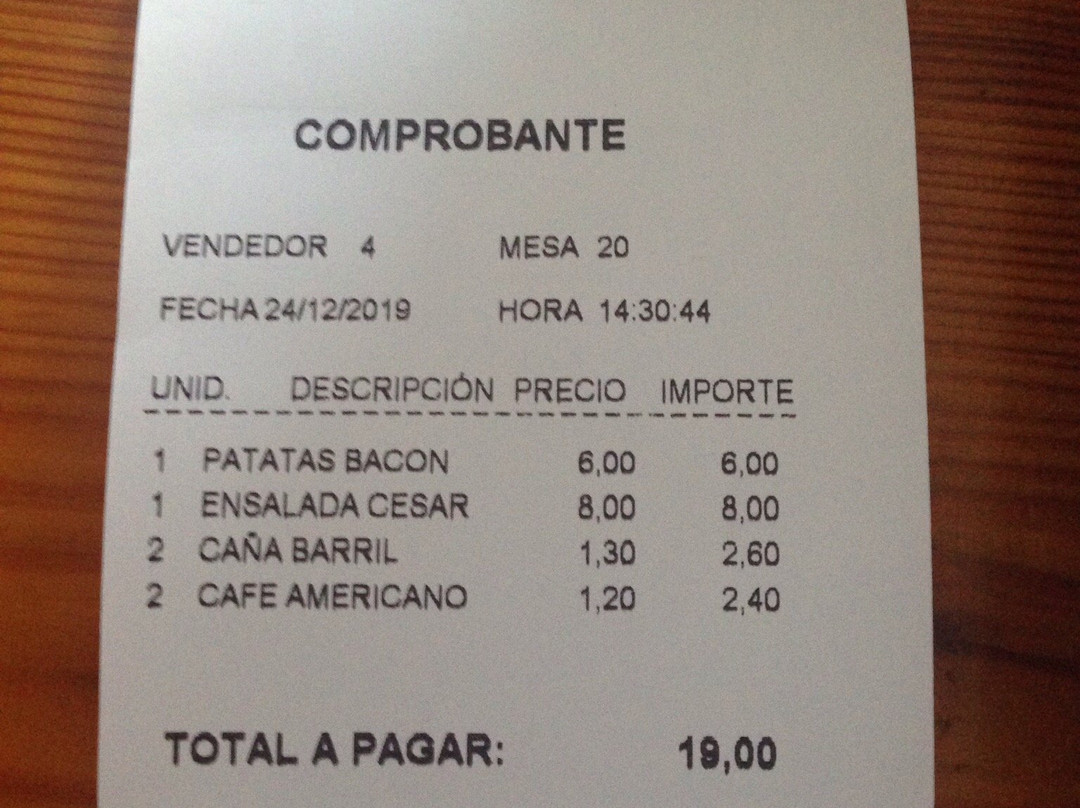 COMPROBANTE
VENDEDOR 4 MESA 20
FECHA 24/12/2019 HORA 14:30:44
UNID. DESCRIPCIÓN PRECIO IMPORTE
1 PATATAS BACON 6,00 6,00
1 ENSALADA CESAR 8,00 8,00
2 CAÑA BARRIL 1,30 2,60
2 CAFE AMERICANO 1,20 2,40
TOTAL A PAGAR: 19,00